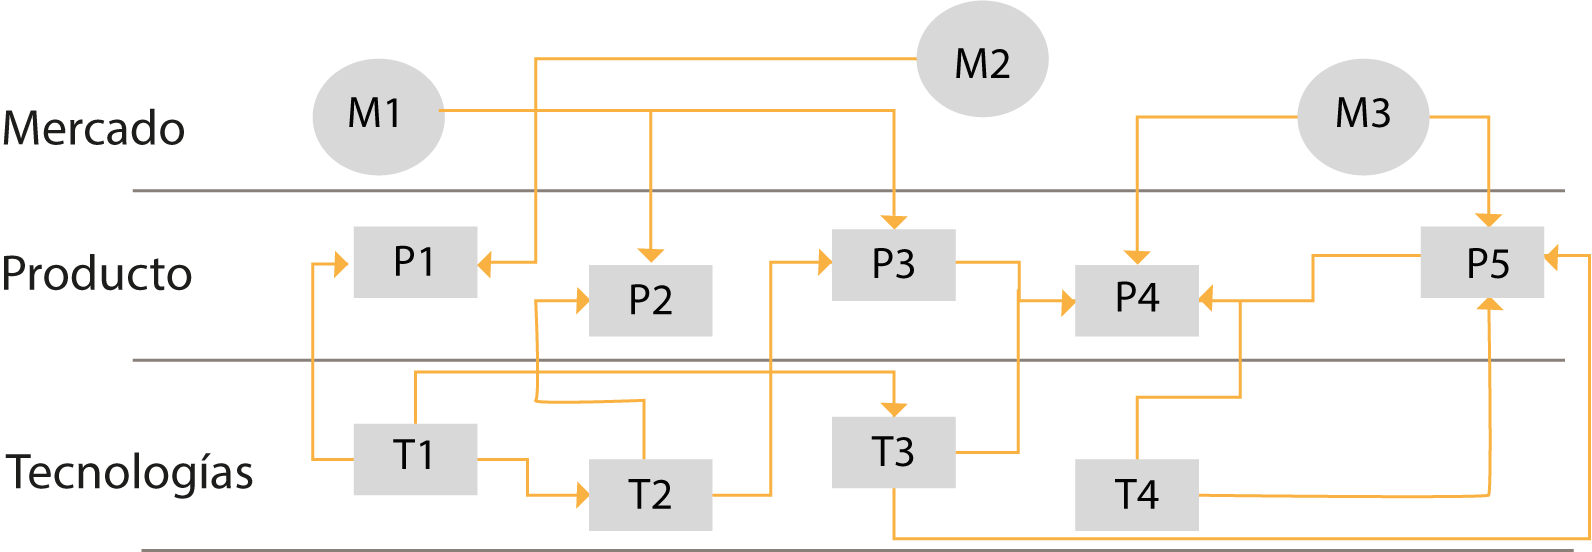 Mercado
M1
M2
M3
Producto
P1
P2
P3
P4
P5
Tecnologías
T1
T2
T3
T4